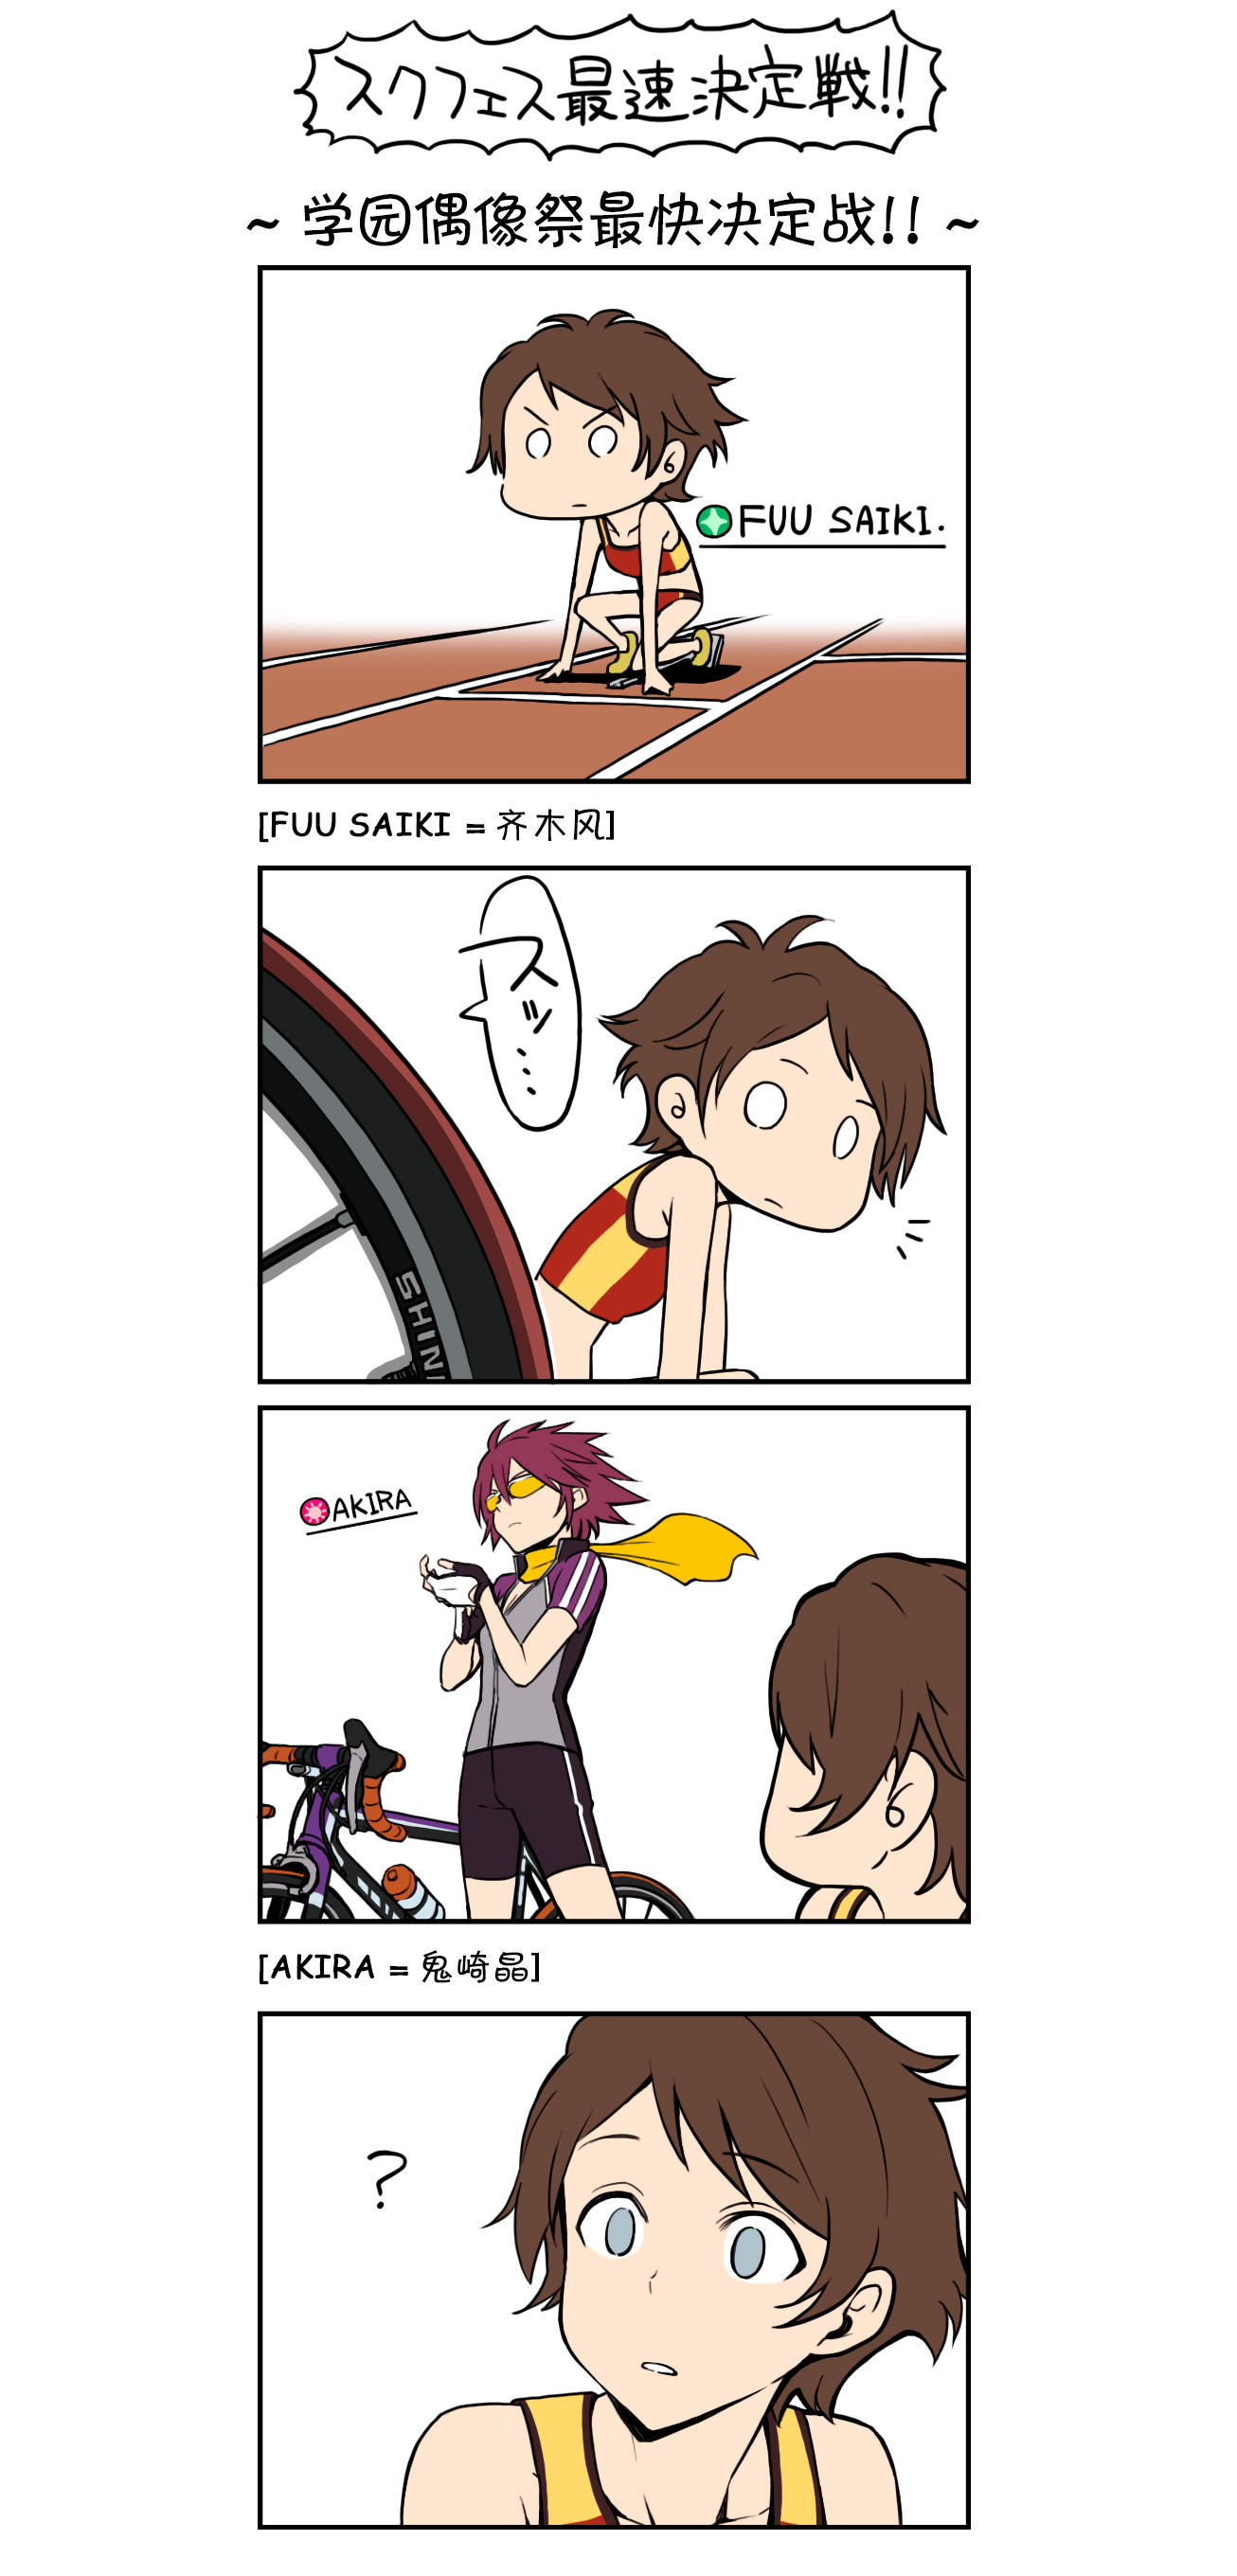 スクフェス最速決定戦!!
~ 学园偶像祭最快决定战!! ~
FUU SAIKI.
[FUU SAIKI = 齐木风]
スッ…
SHIN
AKIRA
[AKIRA = 鬼崎晶]
?